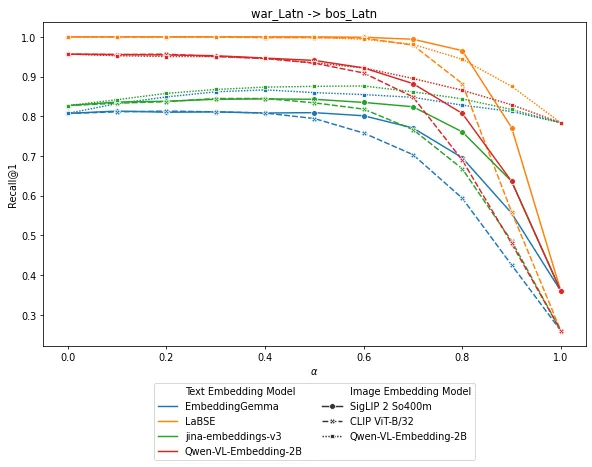 war_Latn -> bos_Latn
Recall@1
1.0
0.9
0.8
0.7
0.6
0.5
0.4
0.3
0.0 0.2 0.4 0.6 0.8 1.0
α
Text Embedding Model Image Embedding Model
EmbeddingGemma SigLIP 2 So400m
LaBSE CLIP ViT-B/32
jina-embeddings-v3 Qwen-VL-Embedding-2B
Qwen-VL-Embedding-2B